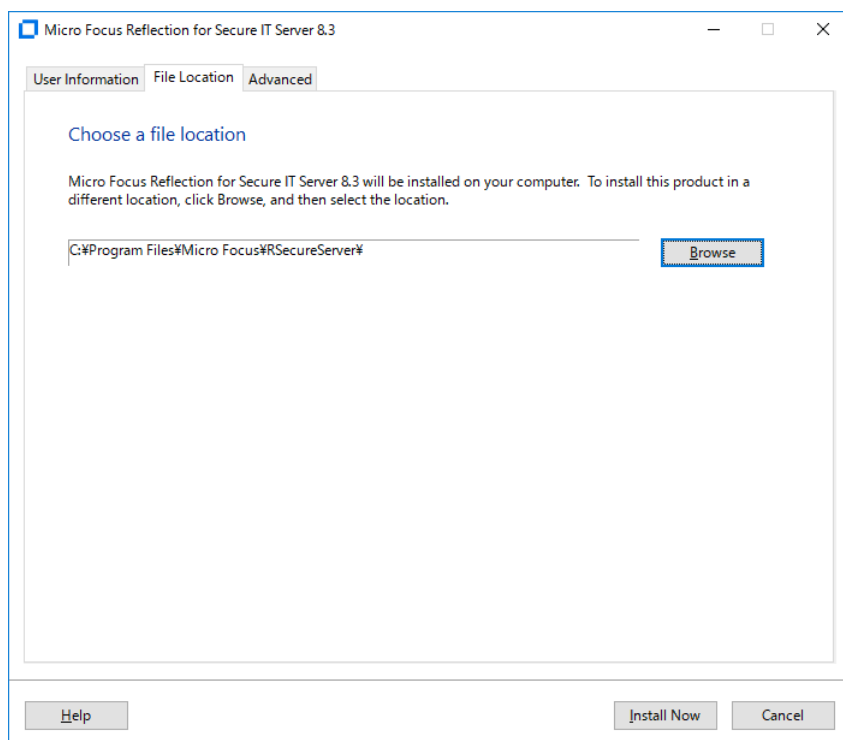 Micro Focus Reflection for Secure IT Server 8.3
User Information File Location Advanced
Choose a file location
Micro Focus Reflection for Secure IT Server 8.3 will be installed on your computer.  To install this product in a
different location, click Browse, and then select the location.
C:¥Program Files¥Micro Focus¥RSecureServer¥
Browse
Help Install Now Cancel